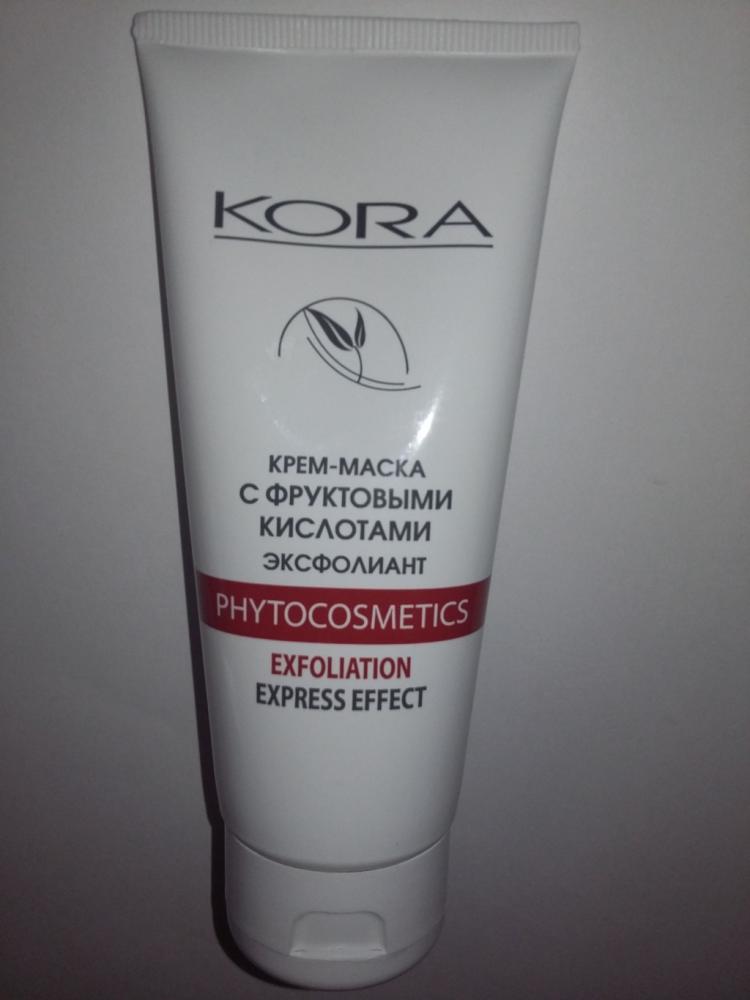 KORA
КРЕМ-МАСКА
С ФРУКТОВЫМИ
КИСЛОТАМИ
ЭКСФОЛИАНТ
PHYTOCOSMETICS
EXFOLIATION
EXPRESS EFFECT